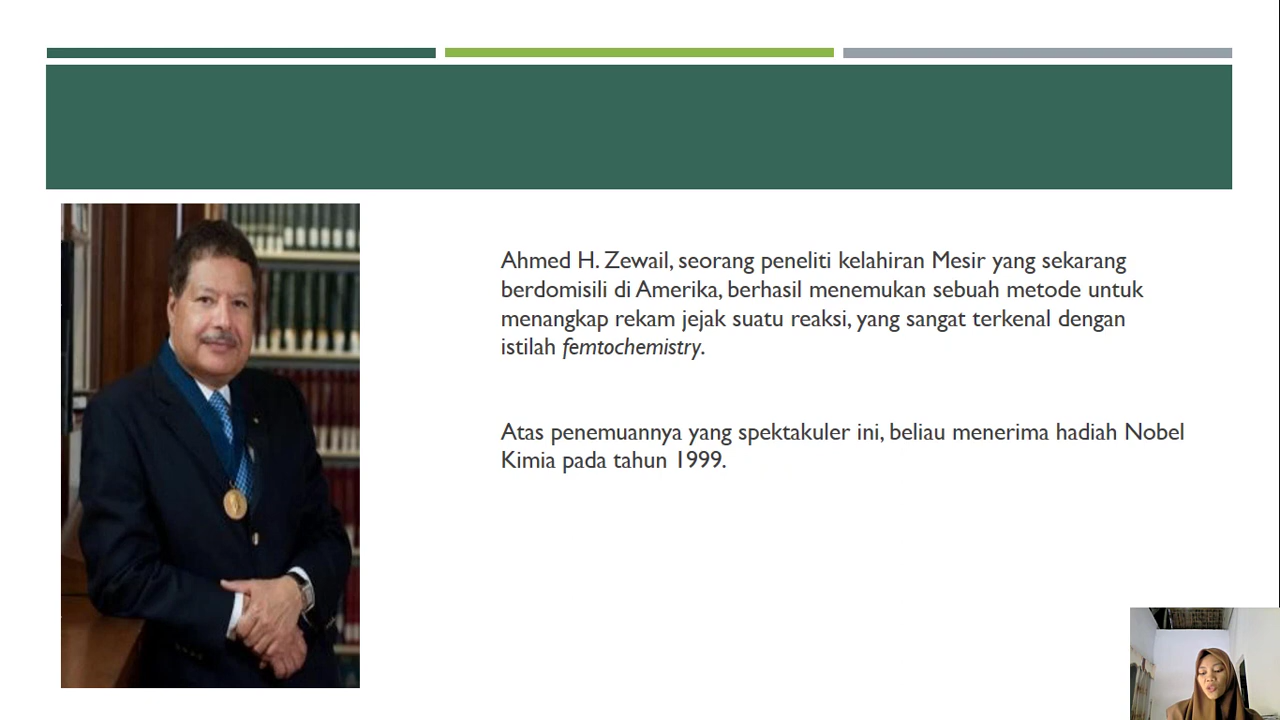 Ahmed H. Zewail, seorang peneliti kelahiran Mesir yang sekarang
berdomisili di Amerika, berhasil menemukan sebuah metode untuk
menangkap rekam jejak suatu reaksi, yang sangat terkenal dengan
istilah femtochemistry.
Atas penemuannya yang spektakuler ini, beliau menerima hadiah Nobel
Kimia pada tahun 1999.